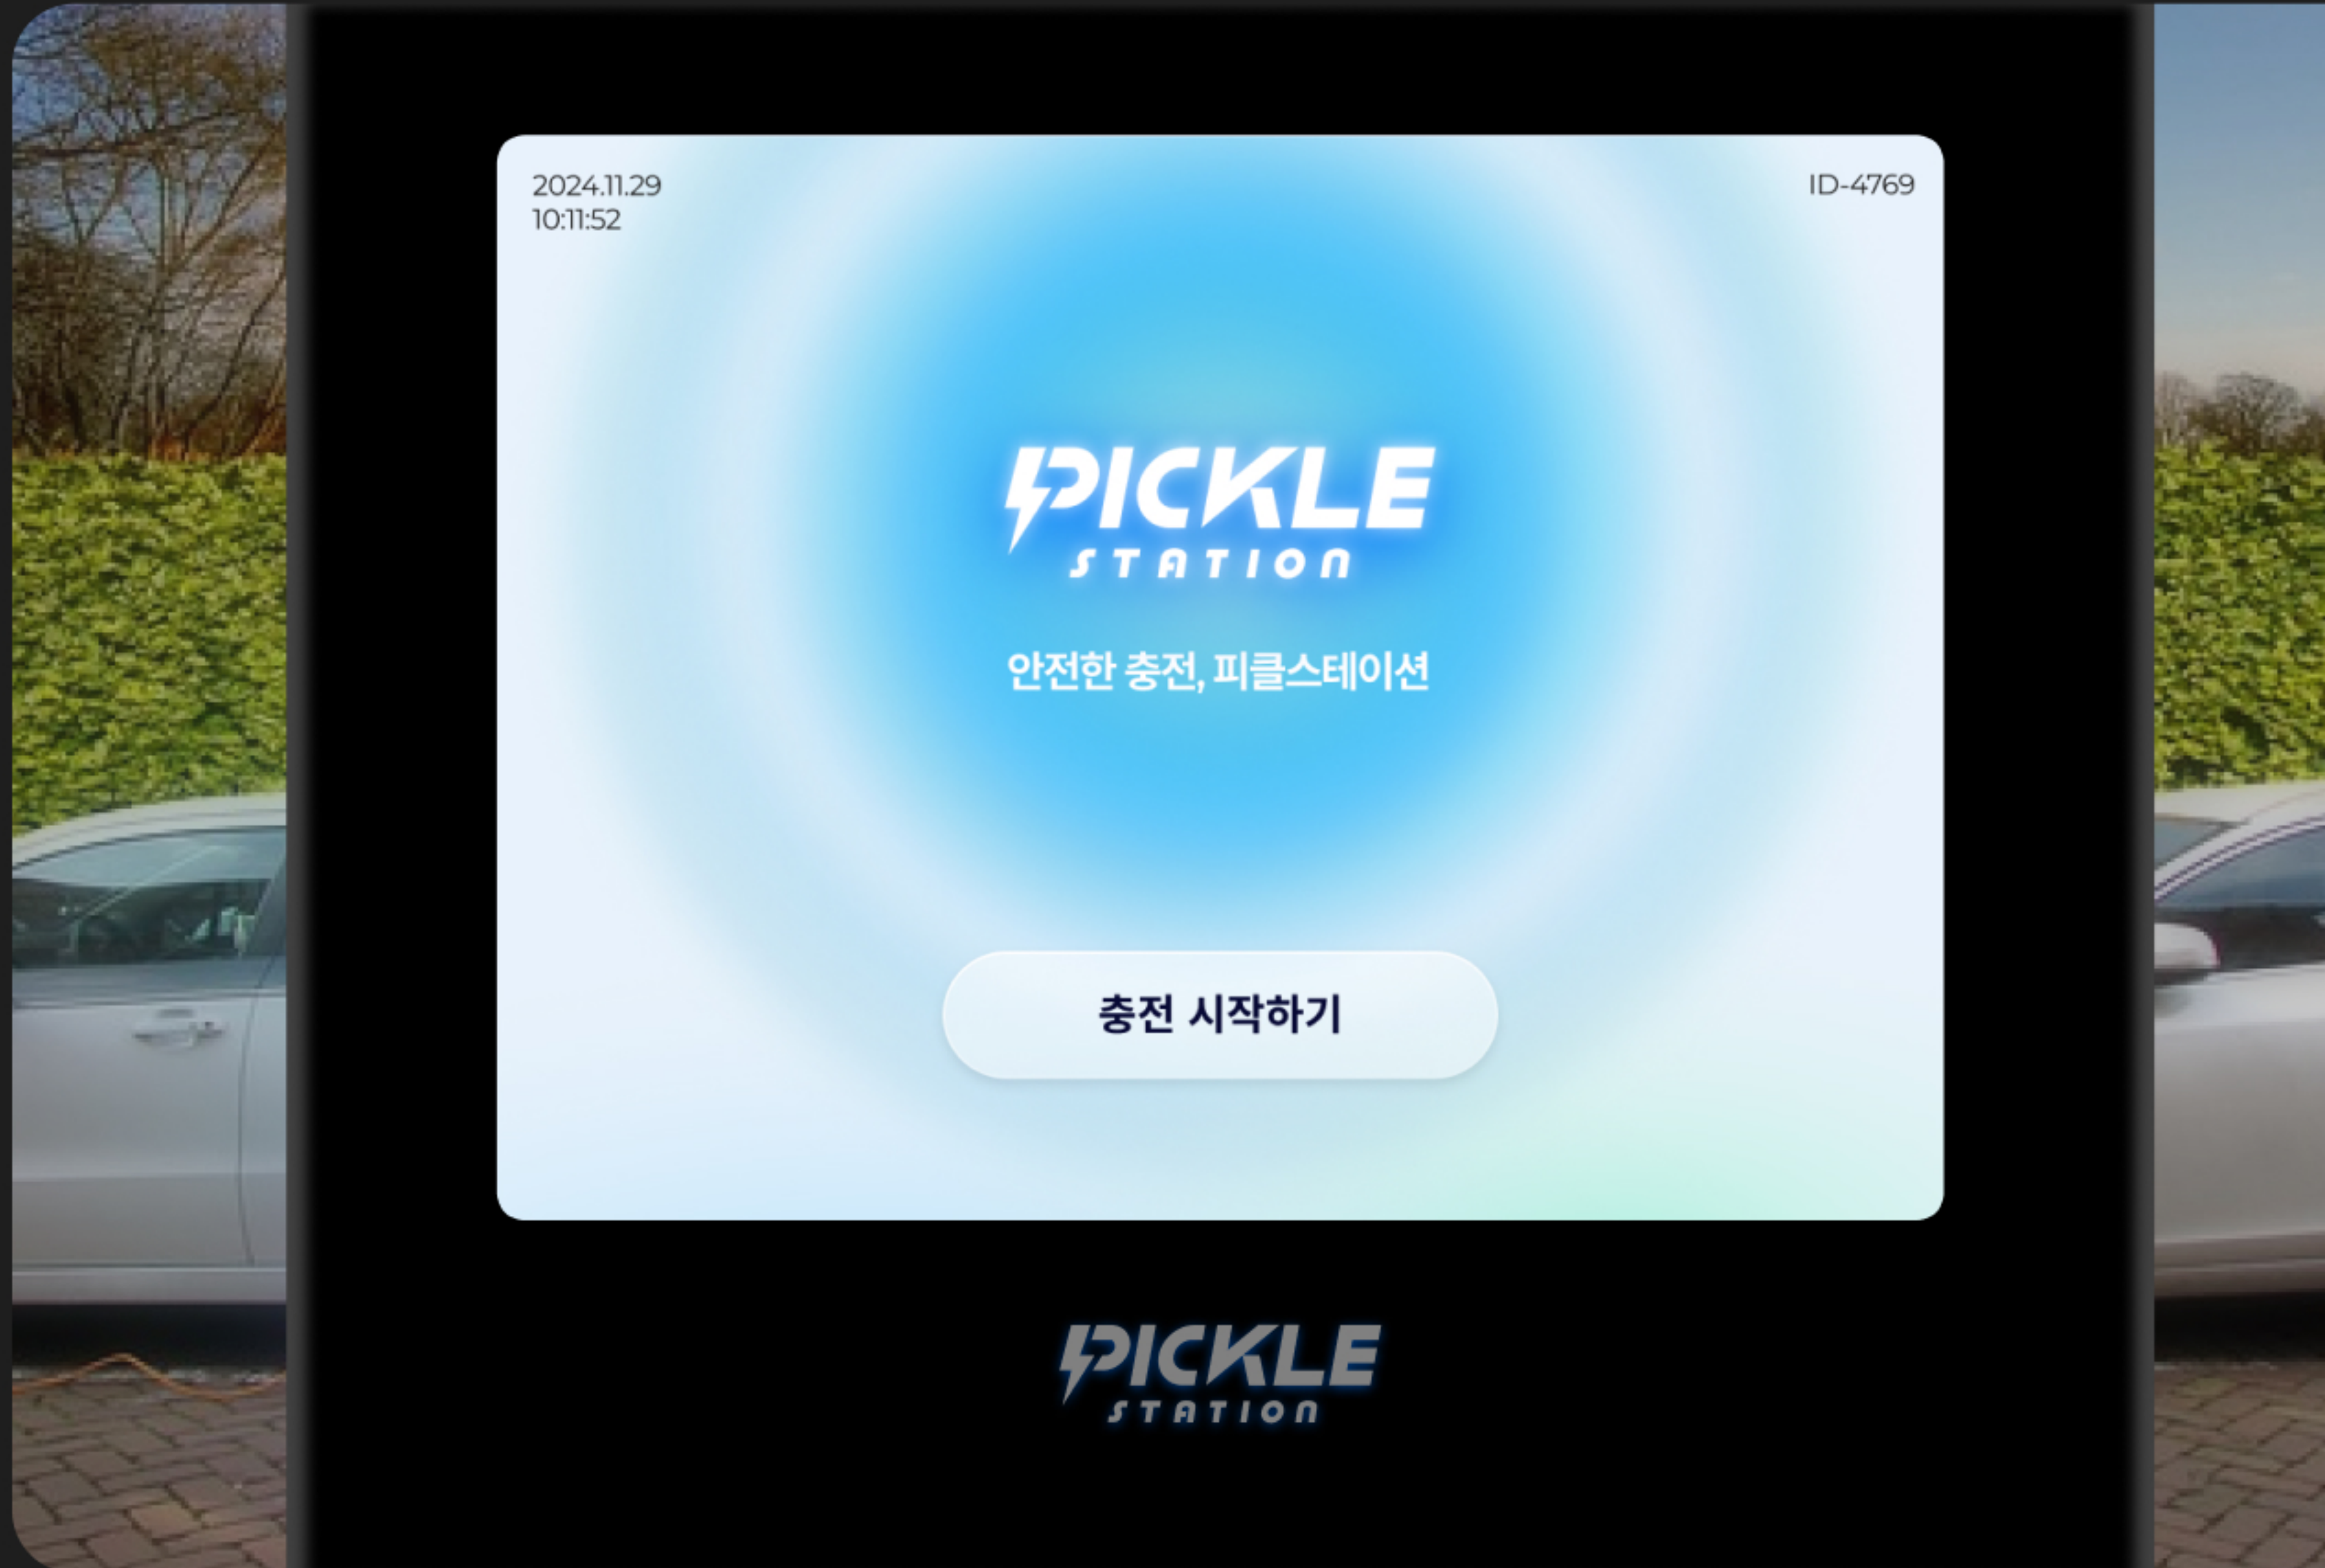 2024.11.29
10:11:52
ID-4769
PICKLE
STATION
안전한 충전, 피클스테이션
충전 시작하기
PICKLE
STATION